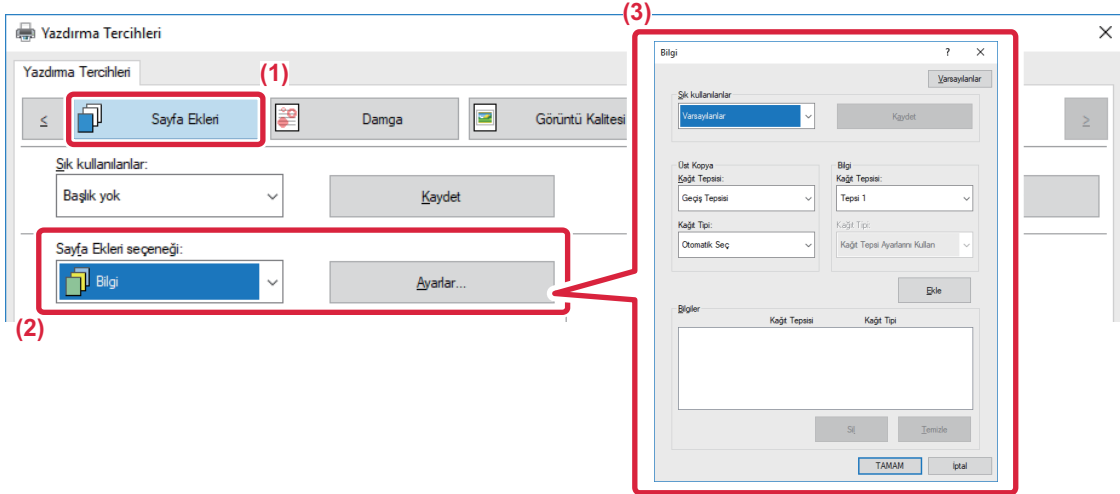 (3)
Yazdırma Tercihleri
Yazdırma Tercihleri
(1)
≤
Sayfa Ekleri
Damga
Görüntü Kalitesi
≥
Sık kullanılanlar:
Başlık yok
Kaydet
Sayfa Ekleri seçeneği:
Bilgi
Ayarlar...
(2)
Bilgi
?
Varsayılanlar
Sık kullanılanlar
Varsayılanlar
Kaydet
Üst Kopya
Kağıt Tepsisi:
Geçiş Tepsisi
Kağıt Tipi:
Otomatik Seç
Bilgi
Kağıt Tepsisi:
Tepsi 1
Kağıt Tipi:
Kağıt Tepsi Ayarlarını Kullan
Ekle
Bilgiler
Kağıt Tepsisi Kağıt Tipi
Sil
Temizle
TAMAM
İptal